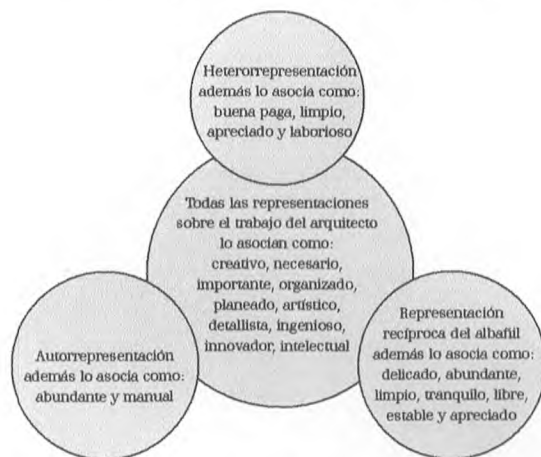 Heterorrepresentación
además lo asocia como:
buena paga, limpio,
apreciado y laborioso
Todas las representaciones
sobre el trabajo del arquitecto
lo asocian como:
creativo, necesario,
importante, organizado,
planeado, artístico,
detallista, ingenioso,
innovador, intelectual
Autorrepresentación
además lo asocia como:
abundante y manual
Representación
recíproca del albañil
además lo asocia como:
delicado, abundante,
limpio, tranquilo, libre,
estable y apreciado